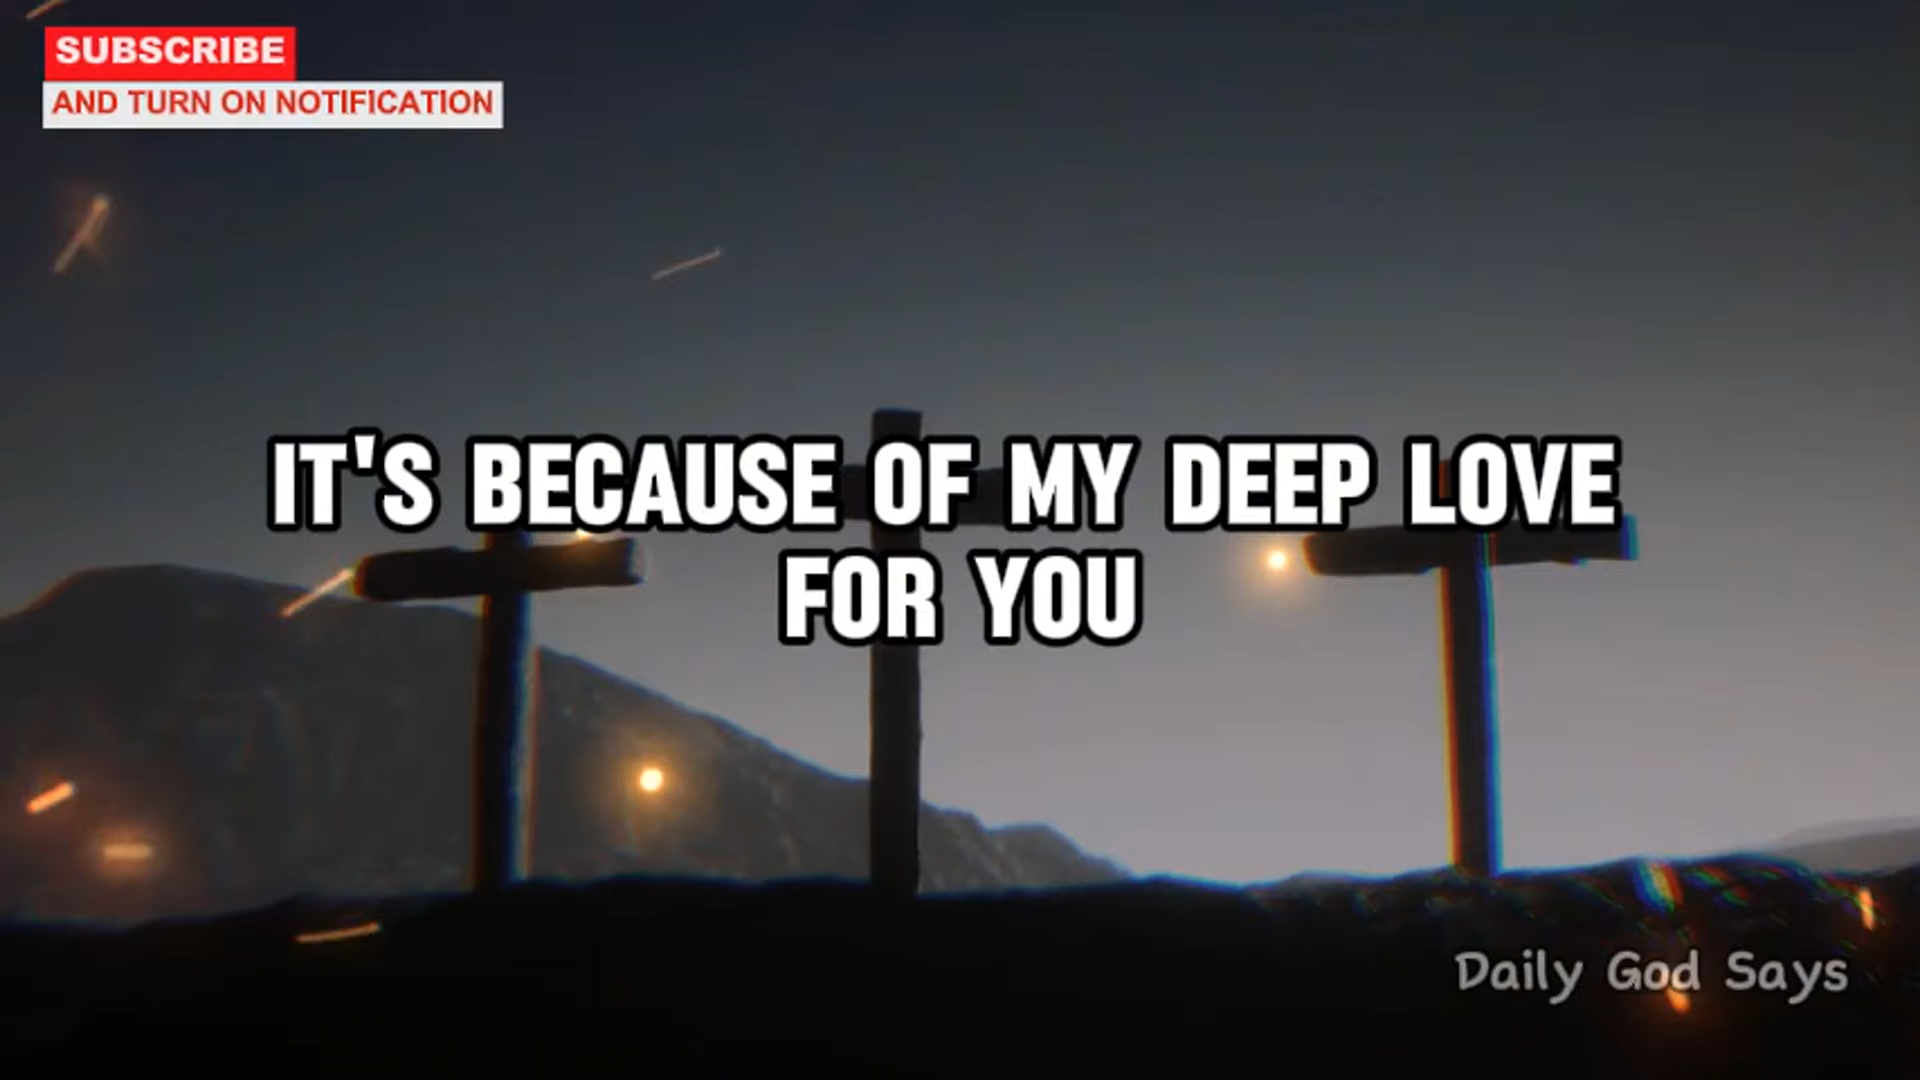 SUBSCRIBE
AND TURN ON NOTIFICATION
IT'S BECAUSE OF MY DEEP LOVE
FOR YOU
Daily God Says